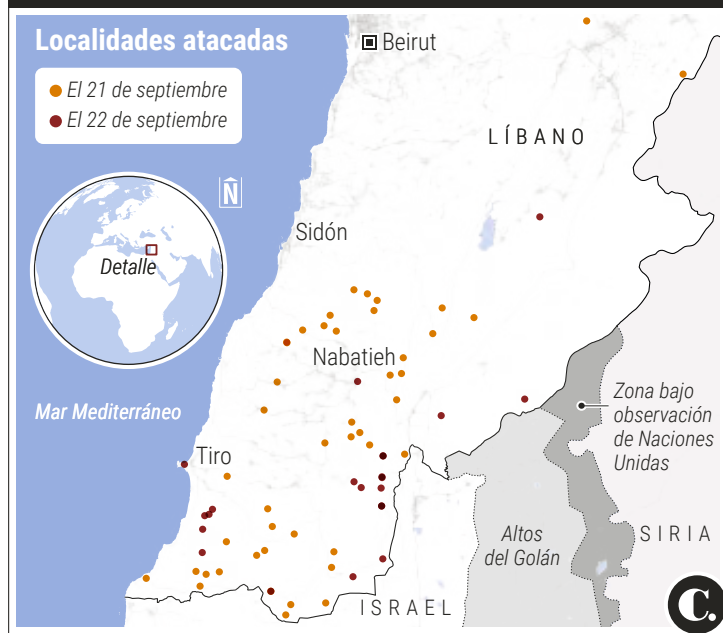 Localidades atacadas
El 21 de septiembre
El 22 de septiembre
Beirut
LÍBANO
N
Sidón
Detalle
Nabatieh
Mar Mediterráneo
Zona bajo
observación
de Naciones
Unidas
Tiro
Altos
del Golán
SIRIA
ISRAEL
C.